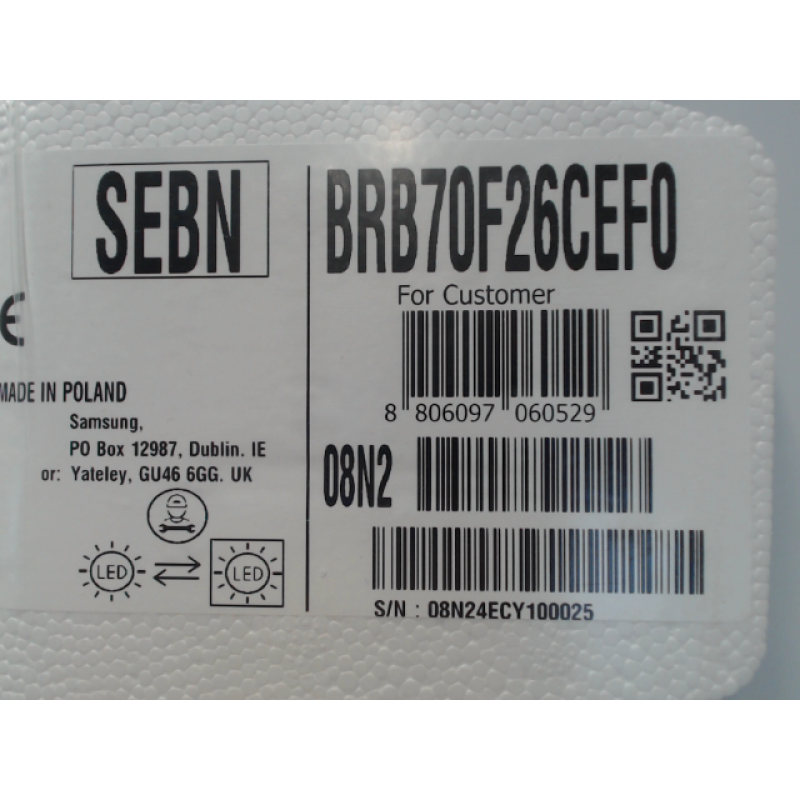 SEBN
BRB70F26CEF0
For Customer
8 806097 060529
CE
MADE IN POLAND
Samsung,
PO Box 12987, Dublin. IE
or: Yateley, GU46 6GG. UK
08N2
LED
LED
S/N : 08N24ECY100025